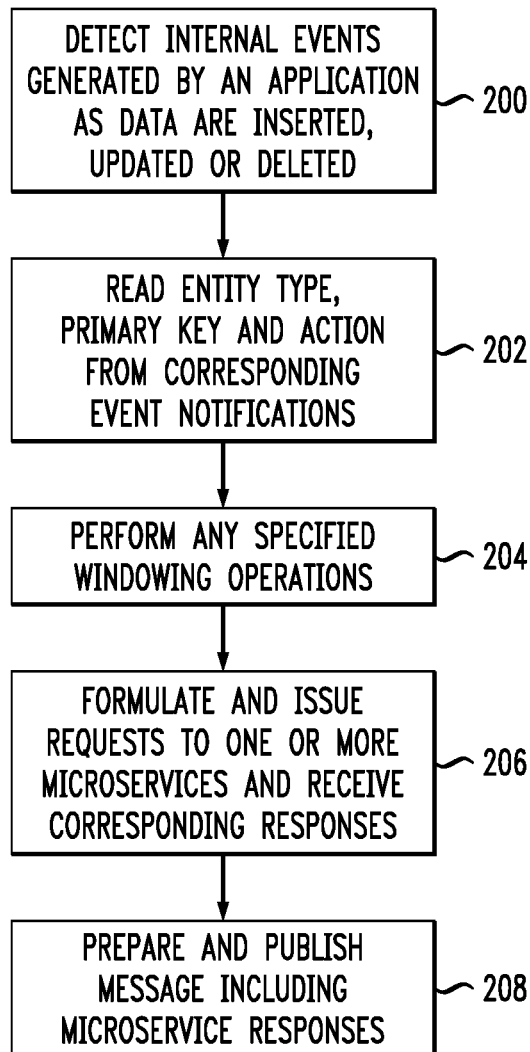 DETECT INTERNAL EVENTS
GENERATED BY AN APPLICATION
AS DATA ARE INSERTED,
UPDATED OR DELETED
200
READ ENTITY TYPE,
PRIMARY KEY AND ACTION
FROM CORRESPONDING
EVENT NOTIFICATIONS
202
PERFORM ANY SPECIFIED
WINDOWING OPERATIONS
204
FORMULATE AND ISSUE
REQUESTS TO ONE OR MORE
MICROSERVICES AND RECEIVE
CORRESPONDING RESPONSES
206
PREPARE AND PUBLISH
MESSAGE INCLUDING
MICROSERVICE RESPONSES
208